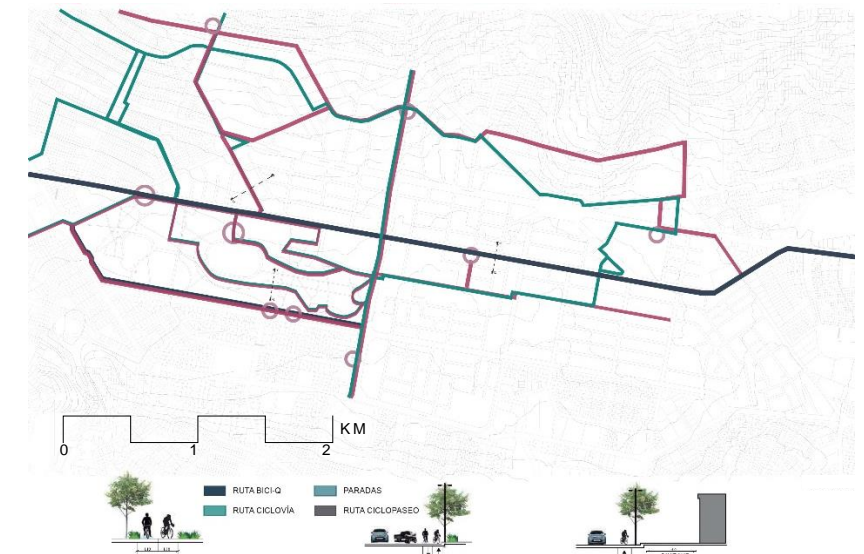 KM
0 1 2
RUTA BICI-Q
PARADAS
RUTA CICLOVÍA
RUTA CICLOPASEO